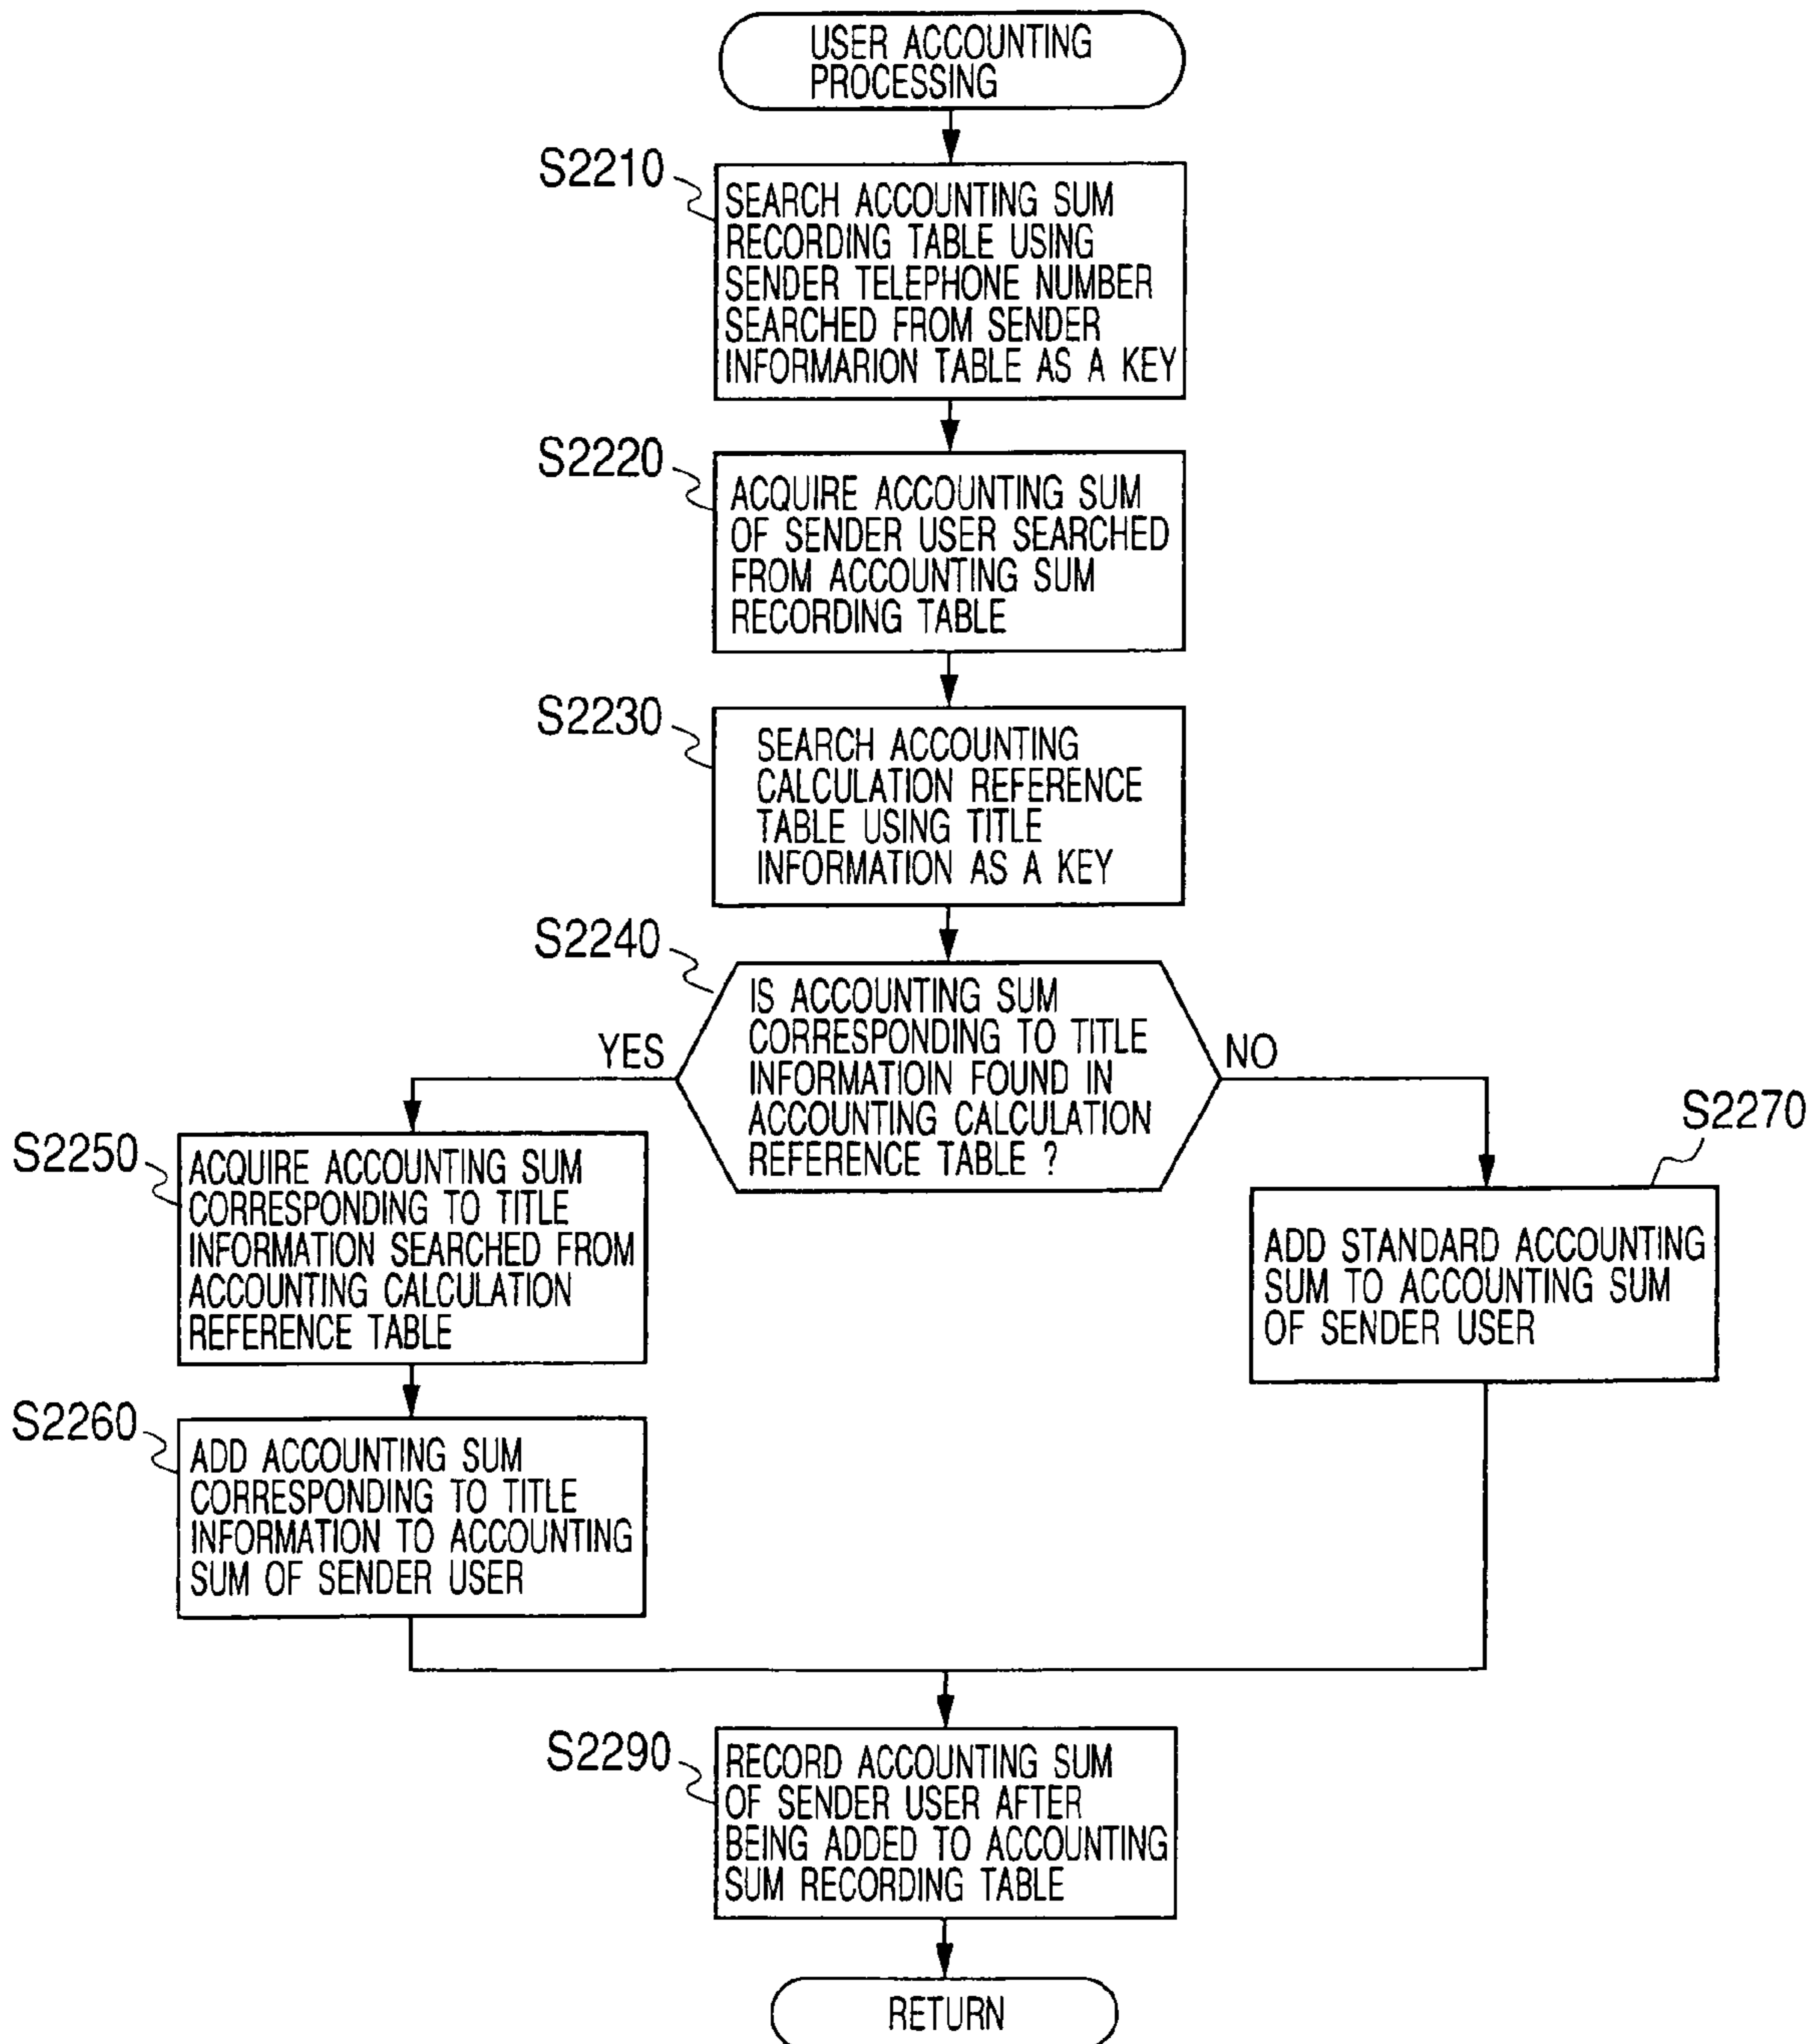 USER ACCOUNTING
PROCESSING
S2210
SEARCH ACCOUNTING SUM
RECORDING TABLE USING
SENDER TELEPHONE NUMBER
SEARCHED FROM SENDER
INFORMARION TABLE AS A KEY
S2220
ACQUIRE ACCOUNTING SUM
OF SENDER USER SEARCHED
FROM ACCOUNTING SUM
RECORDING TABLE
S2230
SEARCH ACCOUNTING
CALCULATION REFERENCE
TABLE USING TITLE
INFORMATION AS A KEY
S2240
IS ACCOUNTING SUM
CORRESPONDING TO TITLE
INFORMATIOIN FOUND IN
ACCOUNTING CALCULATION
REFERENCE TABLE ?
YES
NO
S2250
ACQUIRE ACCOUNTING SUM
CORRESPONDING TO TITLE
INFORMATION SEARCHED FROM
ACCOUNTING CALCULATION
REFERENCE TABLE
S2270
ADD STANDARD ACCOUNTING
SUM TO ACCOUNTING SUM
OF SENDER USER
S2260
ADD ACCOUNTING SUM
CORRESPONDING TO TITLE
INFORMATION TO ACCOUNTING
SUM OF SENDER USER
S2290
RECORD ACCOUNTING SUM
OF SENDER USER AFTER
BEING ADDED TO ACCOUNTING
SUM RECORDING TABLE
RETURN